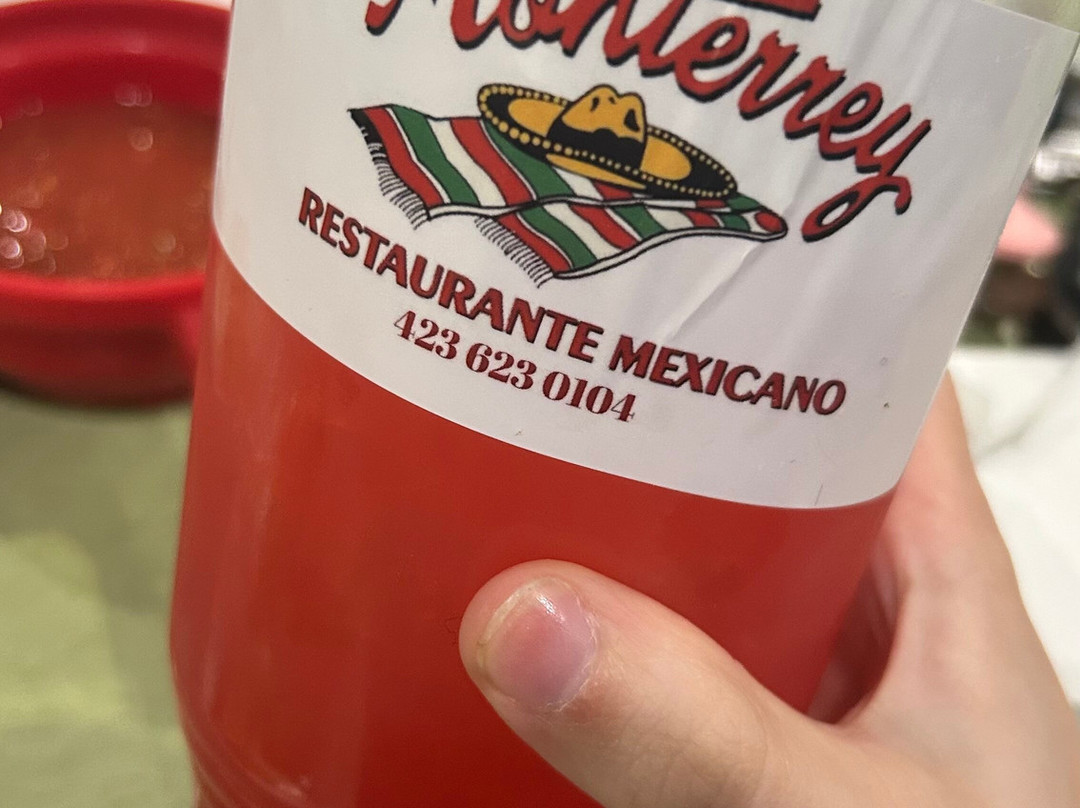 Monterrey
RESTAURANTE MEXICANO
423 623 0104